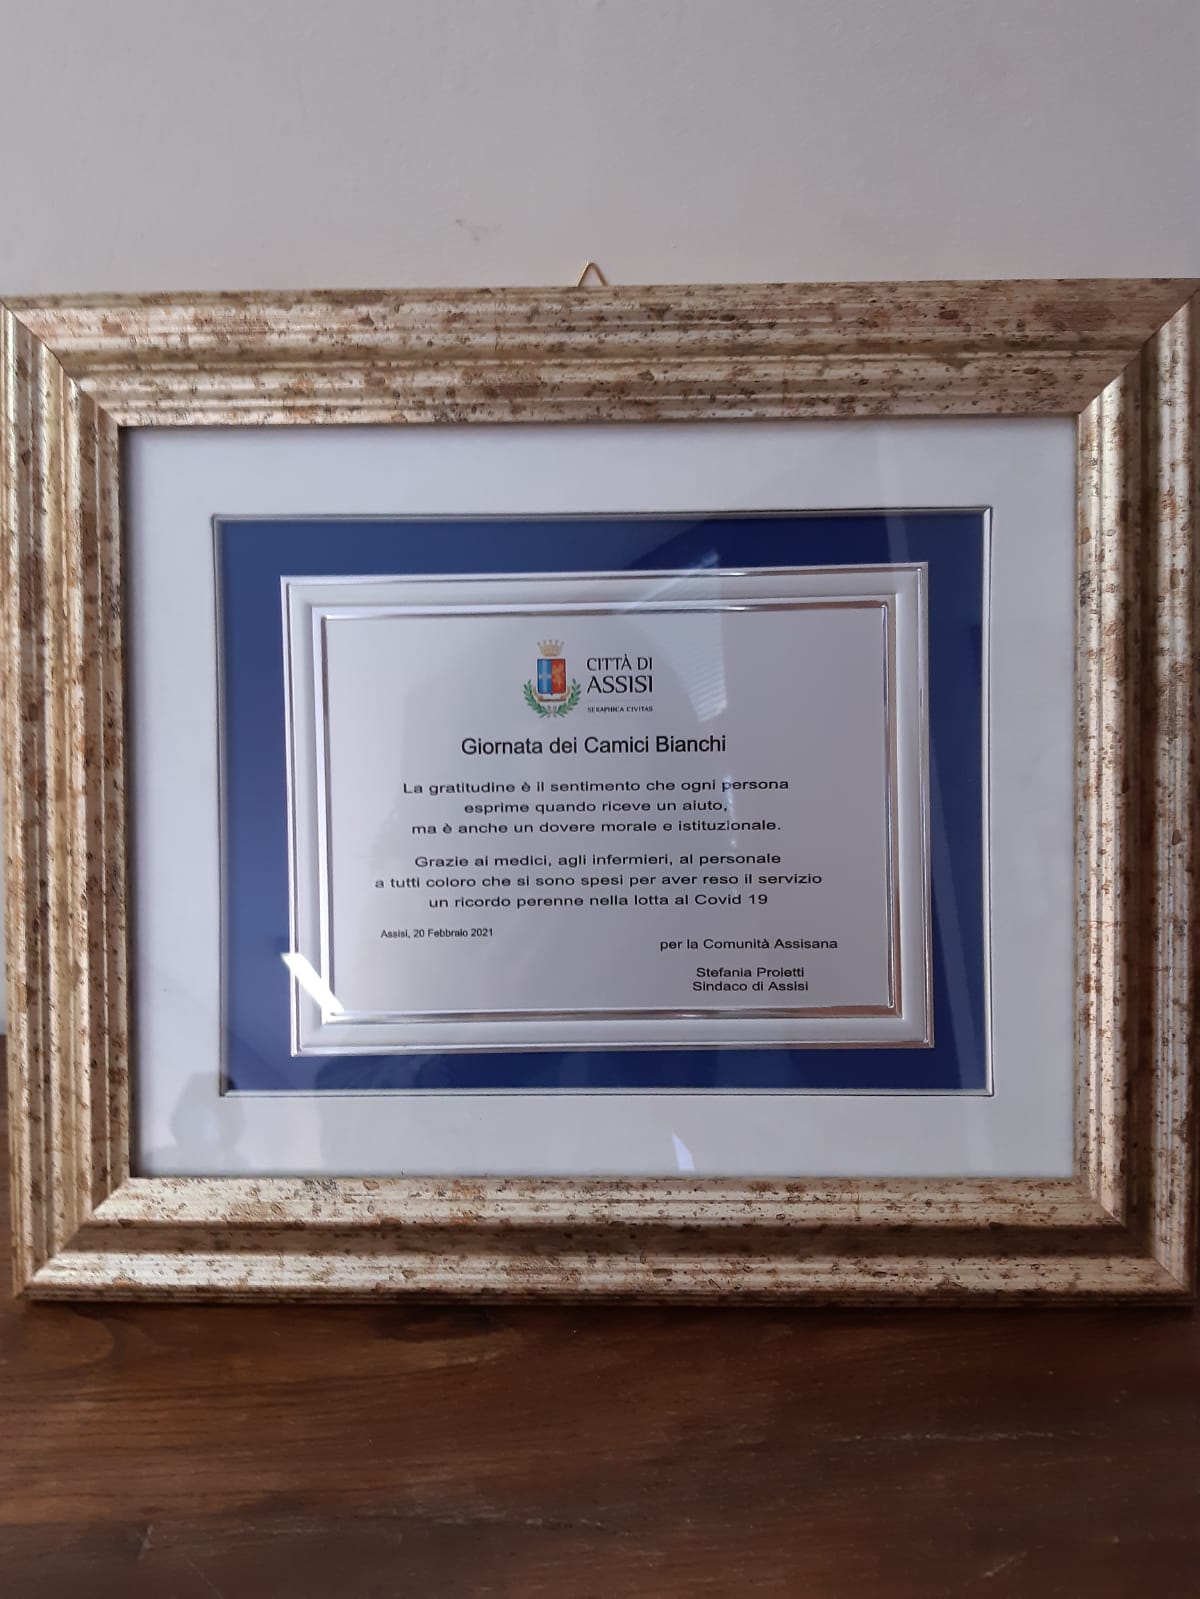 CITTÀ DI
ASSISI
SERAPHICA CIVITAS
Giornata dei Camici Bianchi
La gratitudine è il sentimento che ogni persona
esprime quando riceve un aiuto,
ma è anche un dovere morale e istituzionale.
Grazie ai medici, agli infermieri, al personale
a tutti coloro che si sono spesi per aver reso il servizio
un ricordo perenne nella lotta al Covid 19
Assisi, 20 Febbraio 2021
per la Comunità Assisana
Stefania Proietti
Sindaco di Assisi